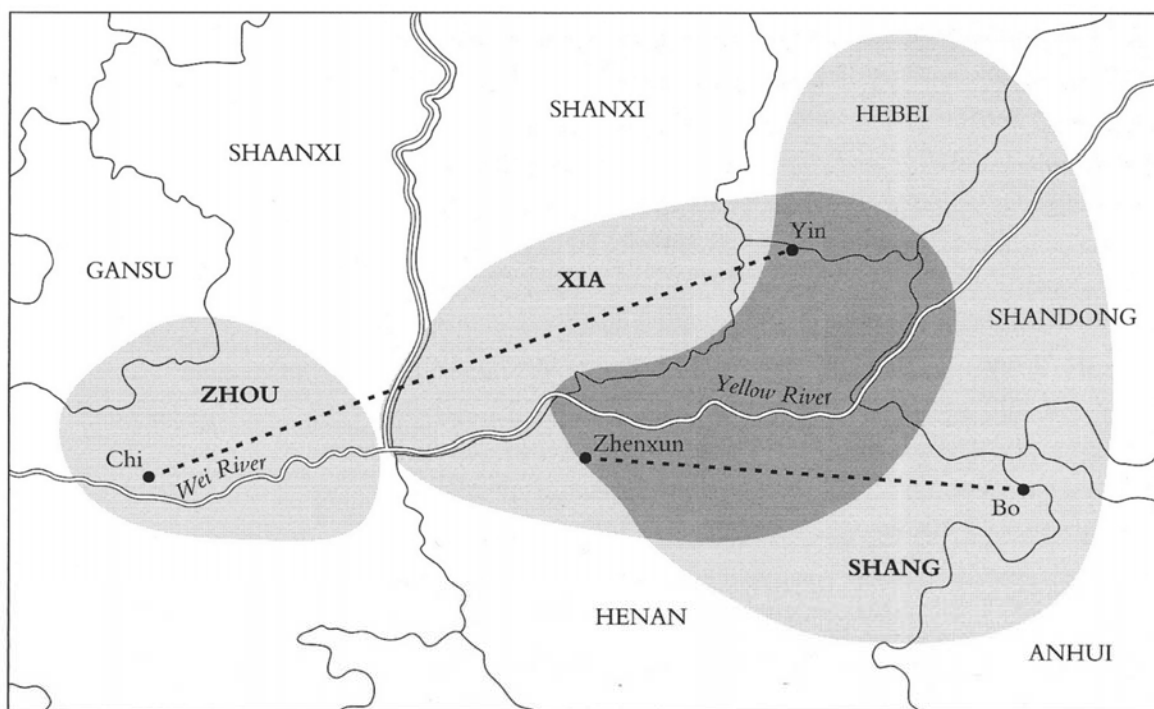 SHANXI
HEBEI
SHAANXI
Yin
GANSU
XIA
SHANDONG
ZHOU
Yellow River
Zhenxun
Chi
Wei River
Bo
SHANG
HENAN
ANHUI